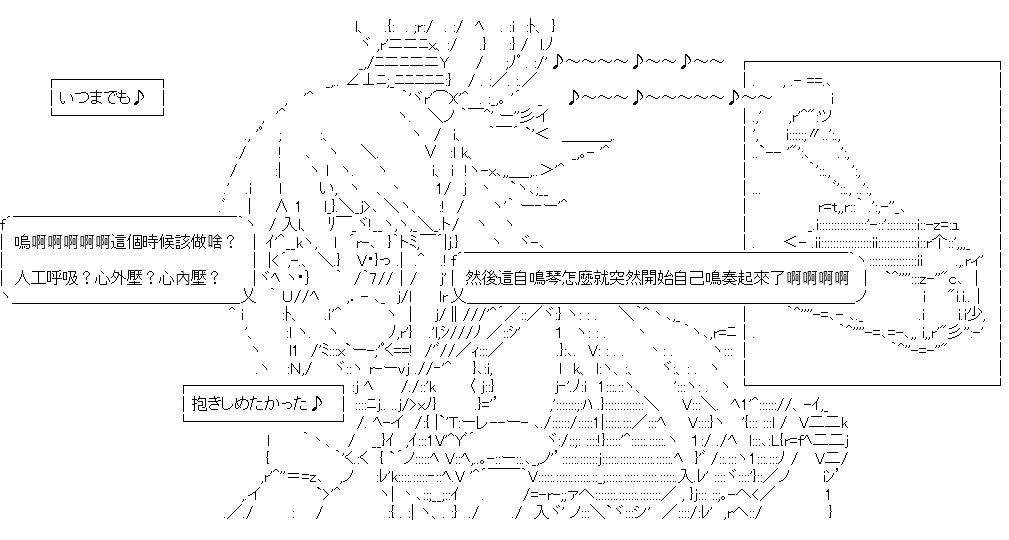 いつまでも♪
♪～～～～♪～～♪～～
♪～～～♪～～～～～♪～～
嗚啊啊啊啊啊這個時候該做啥？
人工呼吸？心外壓？心內壓？
然後這自鳴琴怎麼就突然開始自己鳴奏起來了啊啊啊啊
抱きしめたかった♪